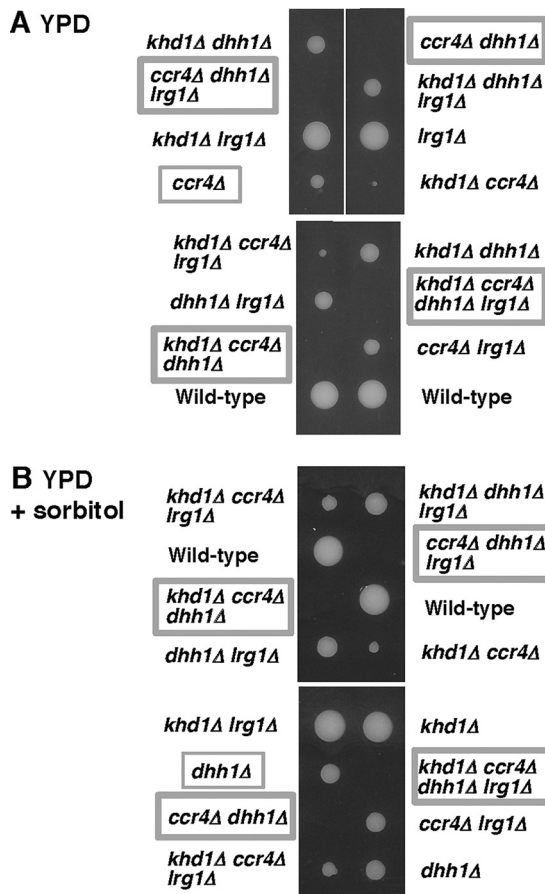 A YPD
khd1Δ dhh1Δ
ccr4Δ dhh1Δ
ccr4Δ dhh1Δ
lrg1Δ
khd1Δ dhh1Δ
lrg1Δ
khd1Δ lrg1Δ
lrg1Δ
ccr4Δ
khd1Δ ccr4Δ
khd1Δ ccr4Δ
lrg1Δ
khd1Δ dhh1Δ
dhh1Δ lrg1Δ
khd1Δ ccr4Δ
dhh1Δ lrg1Δ
khd1Δ ccr4Δ
dhh1Δ
ccr4Δ lrg1Δ
Wild-type
Wild-type
B YPD
+ sorbitol
khd1Δ ccr4Δ
lrg1Δ
khd1Δ dhh1Δ
lrg1Δ
Wild-type
ccr4Δ dhh1Δ
lrg1Δ
khd1Δ ccr4Δ
dhh1Δ
Wild-type
dhh1Δ lrg1Δ
khd1Δ ccr4Δ
khd1Δ lrg1Δ
khd1Δ
dhh1Δ
khd1Δ ccr4Δ
dhh1Δ lrg1Δ
ccr4Δ dhh1Δ
ccr4Δ lrg1Δ
khd1Δ ccr4Δ
lrg1Δ
dhh1Δ